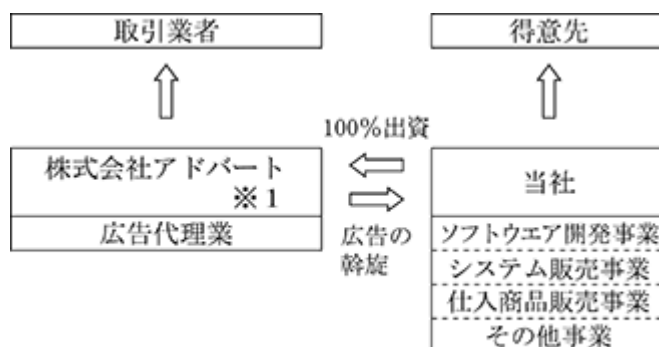 取引業者
得意先
100%出資
株式会社アドバート
※1
広告代理業
広告の
斡旋
当社
ソフトウエア開発事業
システム販売事業
仕入商品販売事業
その他事業